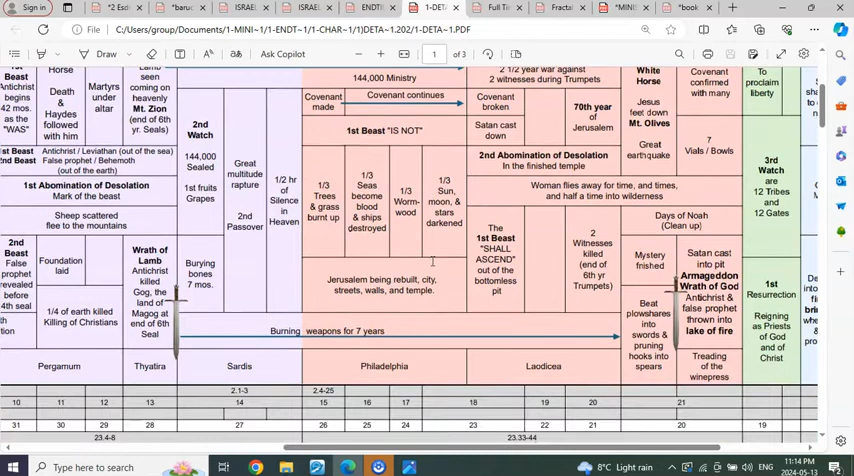 Sign in
*2 Esd
*baruc
ISRAEL
ISRAEL
ENDTI
1-DETA
Full Tir
Fractal
*MINIS
*book
File
C:/Users/group/Documents/1-MINI~1/1-ENDT~1/1-CHAR~1/1)DETA~1.202/1-DETA~1.PDF
Draw
Ask Copilot
1 of 3
1st
Beast
Antichrist
begins
42 mos.
as the
"WAS"
Horse
Death
&
Haydes
followed
with him
Martyrs
under
altar
Lamb
seen
coming on
heavenly
Mt. Zion
(end of 6th
yr. Seals)
1st Beast
2nd Beast
Antichrist / Leviathan (out of the sea)
False prophet / Behemoth
(out of the earth)
1st Abomination of Desolation
Mark of the beast
Sheep scattered
flee to the mountains
2nd
Beast
False
prophet
revealed
before
4th seal
Foundation
laid
1/4 of earth killed
Killing of Christians
Wrath of
Lamb
Antichrist
killed
Gog, the
land of
Magog at
end of 6th
Seal
2nd
Watch
144,000
Sealed
1st fruits
Grapes
Great
multitude
rapture
2nd
Passover
1/2 hr
of
Silence
in
Heaven
Burying
bones
7 mos.
144,000 Ministry
Covenant
made
Covenant continues
1st Beast "IS NOT"
1/3
Trees
& grass
burnt up
1/3
Seas
become
blood
& ships
destroyed
1/3
Worm-
wood
1/3
Sun,
moon, &
stars
darkened
Jerusalem being rebuilt, city,
streets, walls, and temple.
Burning weapons for 7 years
2 1/2 year war against
2 witnesses during Trumpets
Covenant
broken
Satan cast
down
70th year
of
Jerusalem
2nd Abomination of Desolation
In the finished temple
Woman flies away for time, and times,
and half a time into wilderness
The
1st Beast
"SHALL
ASCEND"
out of the
bottomless
pit
2
Witnesses
killed
(end of
6th yr
Trumpets)
White
Horse
Jesus
feet down
Mt. Olives
Great
earthquake
Covenant
confirmed
with many
7
Vials / Bowls
Days of Noah
(Clean up)
Mystery
frished
Beat
plowshares
into
swords &
pruning
hooks into
spears
Satan cast
into pit
Armageddon
Wrath of God
Antichrist &
false prophet
thrown into
lake of fire
Treading
of the
winepress
To
proclaim
liberty
3rd
Watch
are
12 Tribes
and
12 Gates
1st
Resurrection
Reigning
as Priests
of God
and of
Christ
Pergamum
Thyatira
Sardis
Philadelphia
Laodicea
2.1-3
2.4-25
10 11 12 13 14 15 16 17 18 19 20 21
31 30 29 28 27 26 25 24 23 22 21 20 19
23.4-8
23.33-44
Type here to search
8°C Light rain
ENG
11:14 PM
2024-05-13